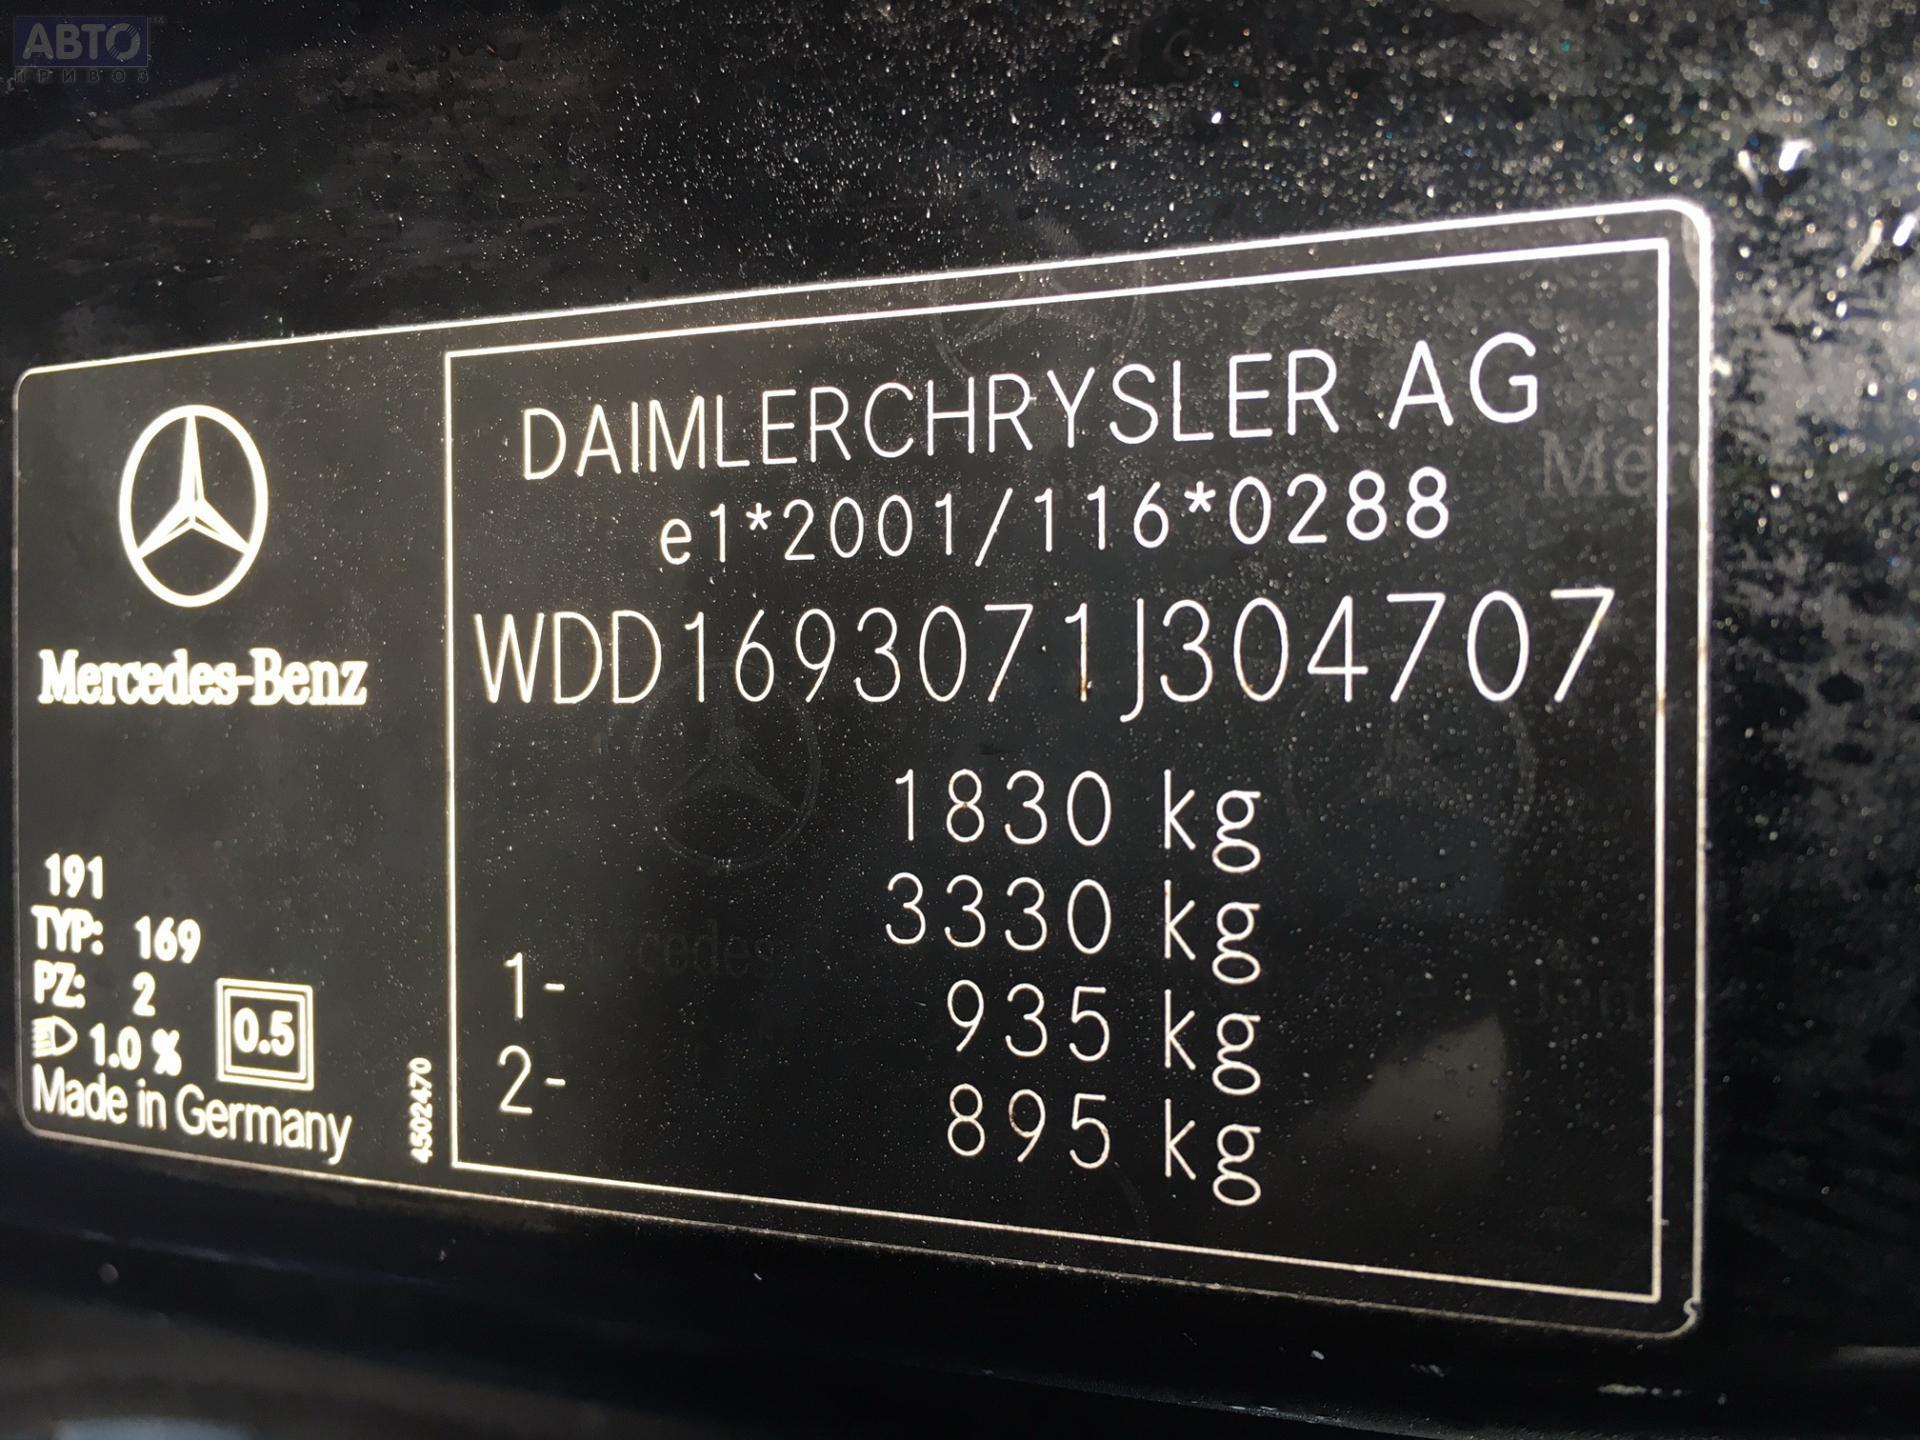 АВТО
ПРИВОЗ
Mercedes-Benz
191
TYP: 169
PZ: 2
1.0 %
0.5
Made in Germany
4502470
DAIMLERCHRYSLER AG
e1*2001/116*0288
WDD1693071J304707
1830 kg
3330 kg
1- 935 kg
2- 895 kg